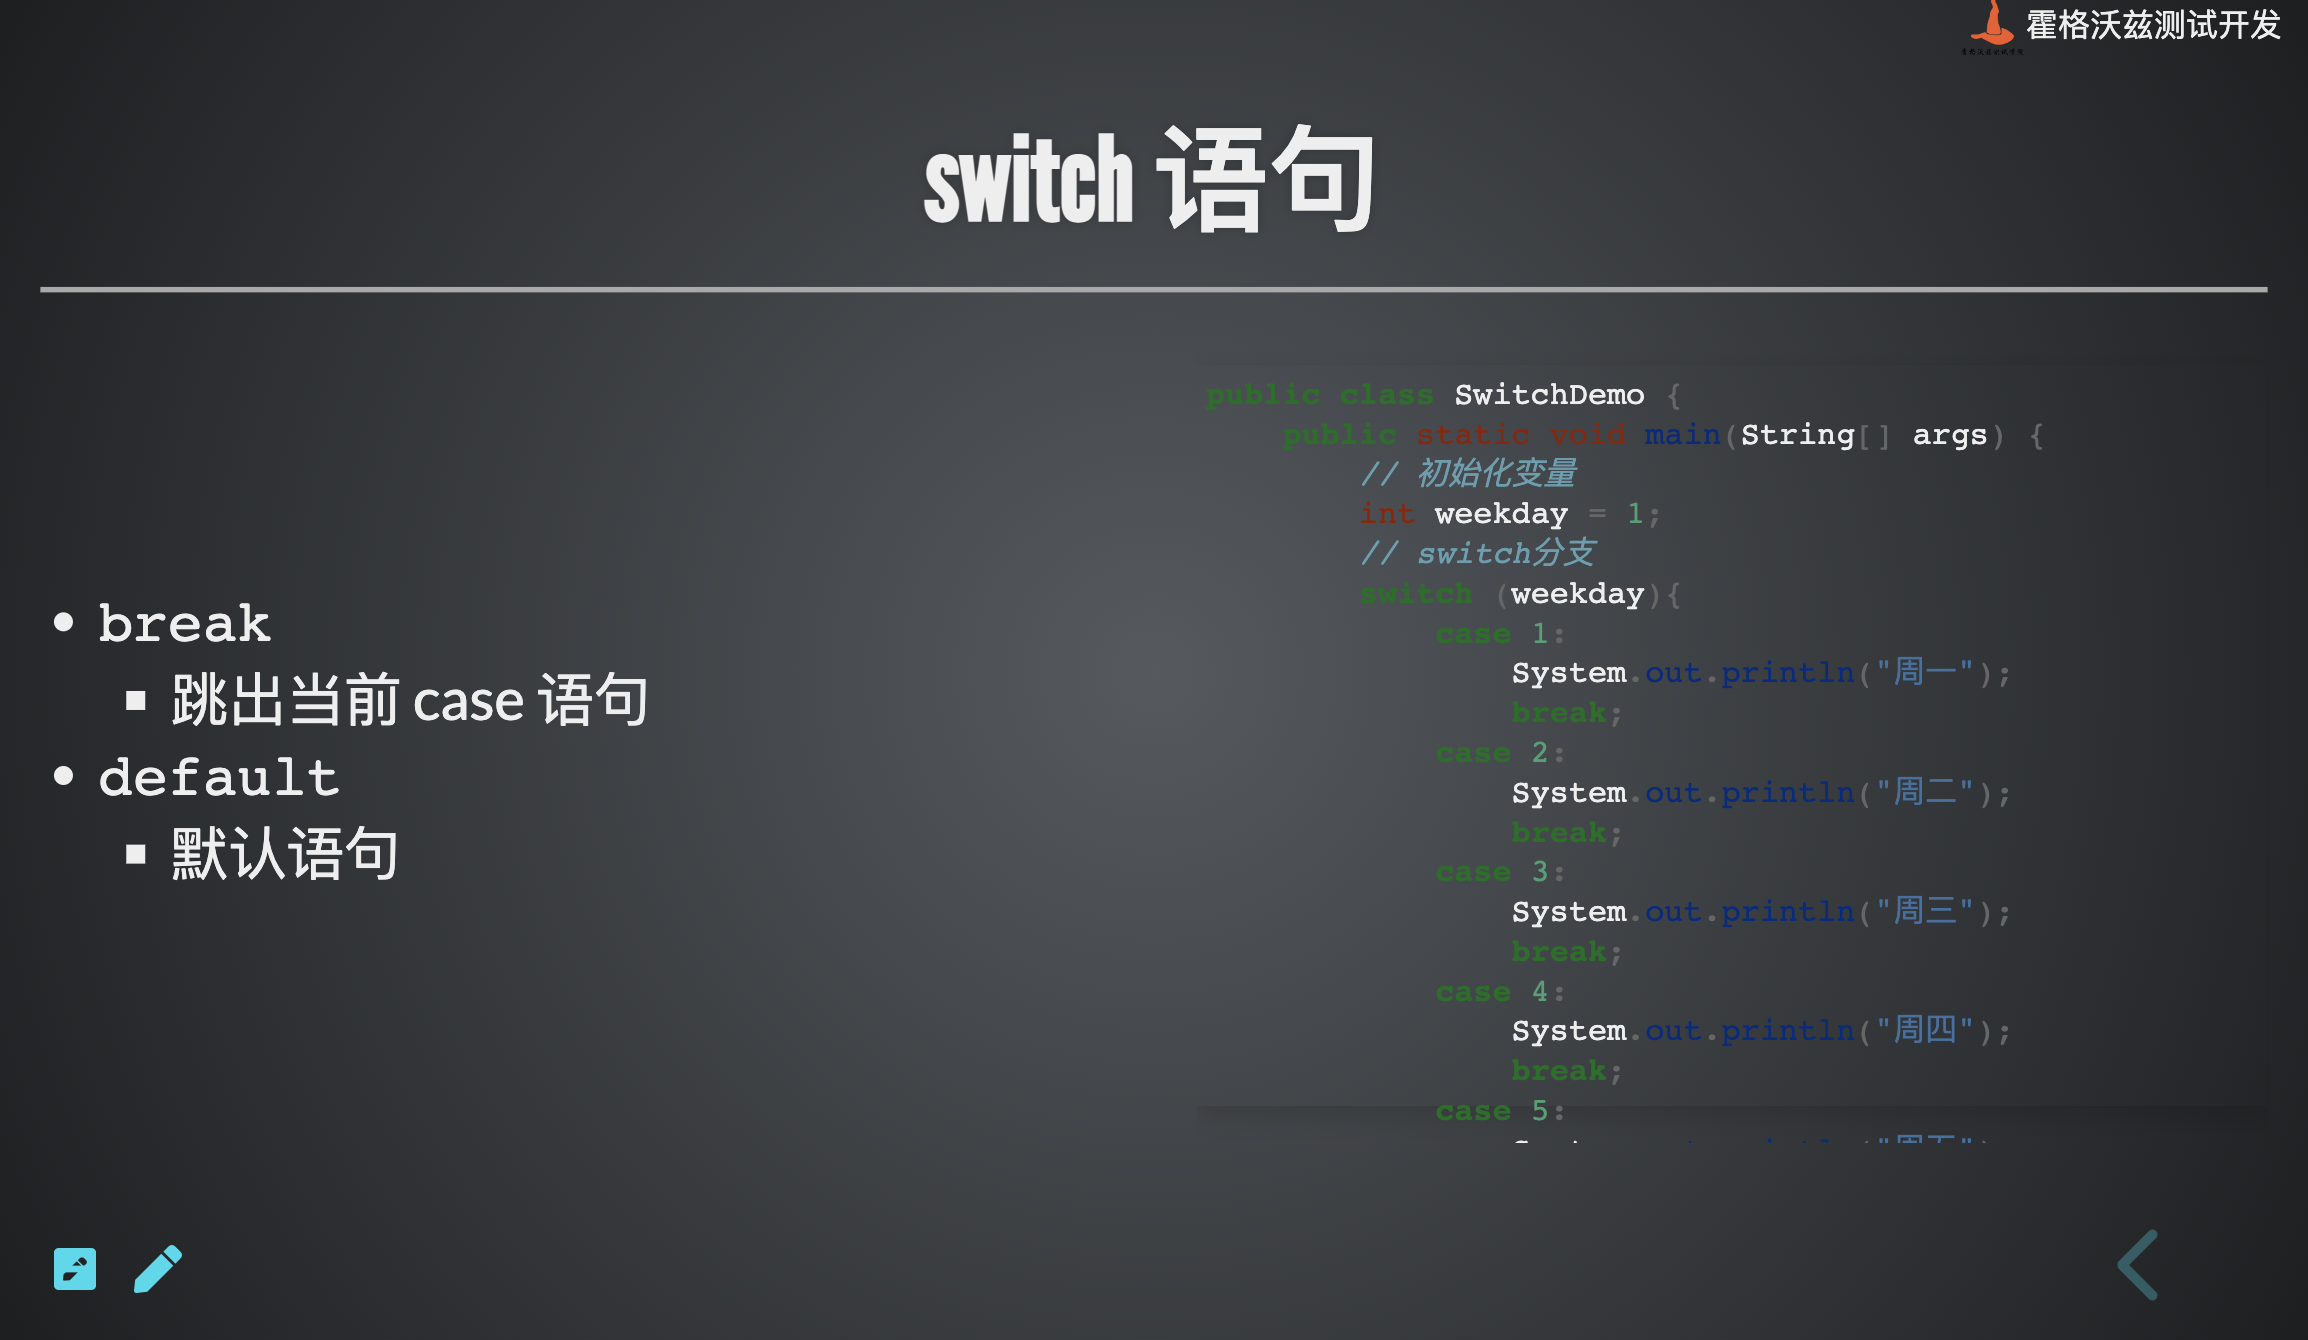 霍格沃兹测试开发
switch 语句
• break
▪ 跳出当前 case 语句
• default
▪ 默认语句
public class SwitchDemo {
    public static void main(String[] args) {
        // 初始化变量
        int weekday = 1;
        // switch分支
        switch (weekday){
            case 1:
                System.out.println("周一");
                break;
            case 2:
                System.out.println("周二");
                break;
            case 3:
                System.out.println("周三");
                break;
            case 4:
                System.out.println("周四");
                break;
            case 5: